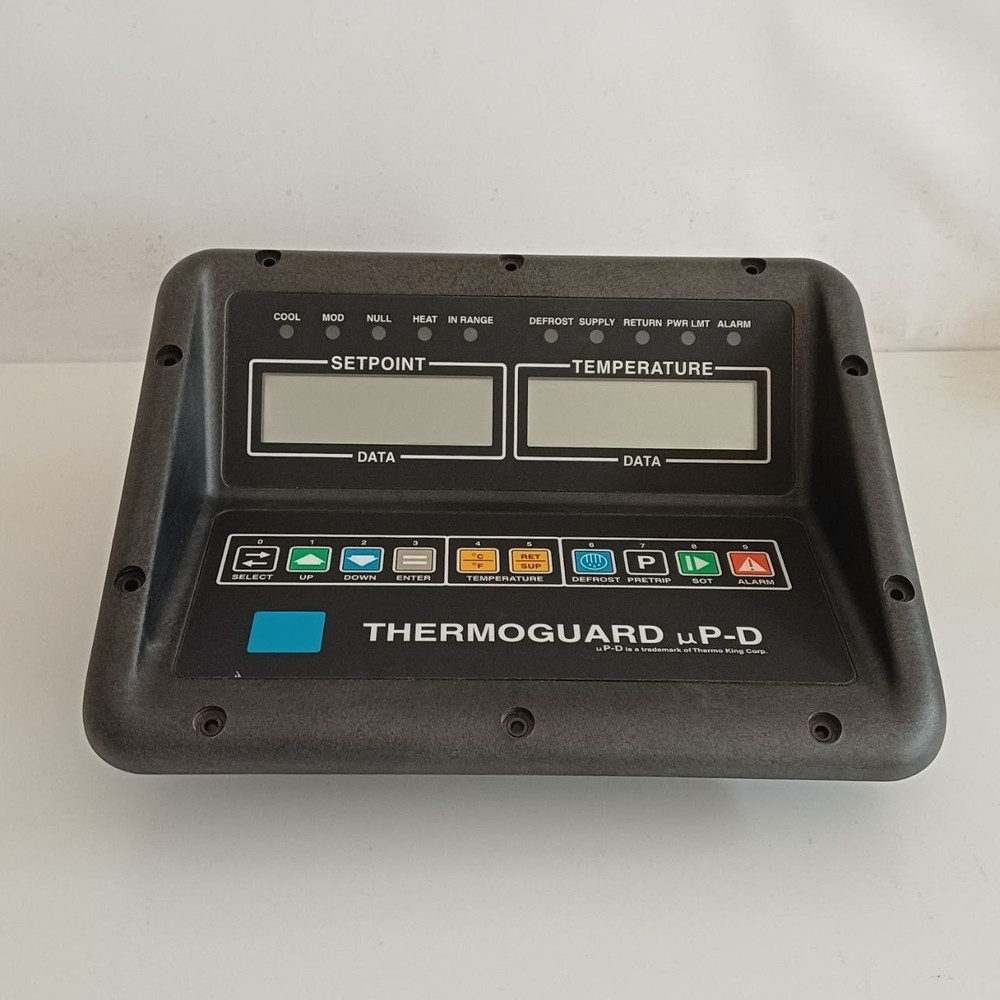 COOL MOD NULL HEAT IN RANGE DEFROST SUPPLY RETURN PWR LMT ALARM
SETPOINT TEMPERATURE
DATA DATA
0 1 2 3 4 5 6 7 8 9
°C RET
°F SUP P
SELECT UP DOWN ENTER TEMPERATURE DEFROST PRETRIP SOT ALARM
THERMOGUARD µP-D
µP-D is a trademark of Thermo King Corp.